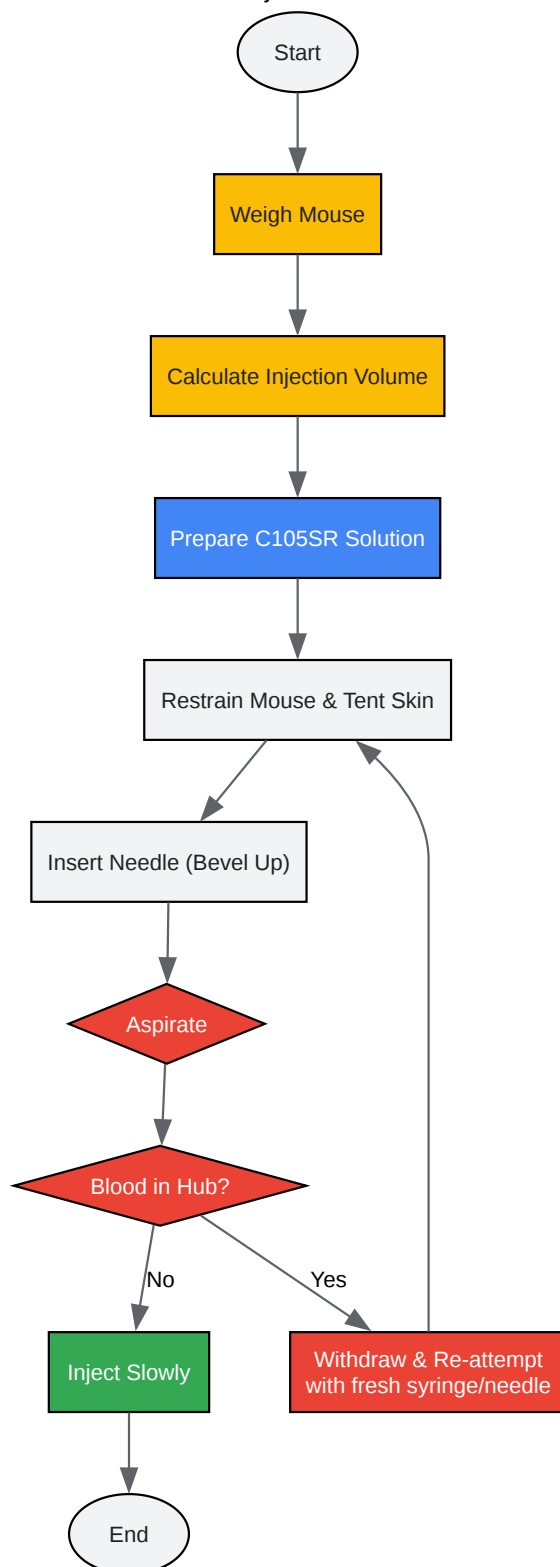 Start
Weigh Mouse
Calculate Injection Volume
Prepare C105SR Solution
Restrain Mouse & Tent Skin
Insert Needle (Bevel Up)
Aspirate
Blood in Hub?
No
Yes
Inject Slowly
Withdraw & Re-attempt
with fresh syringe/needle
End